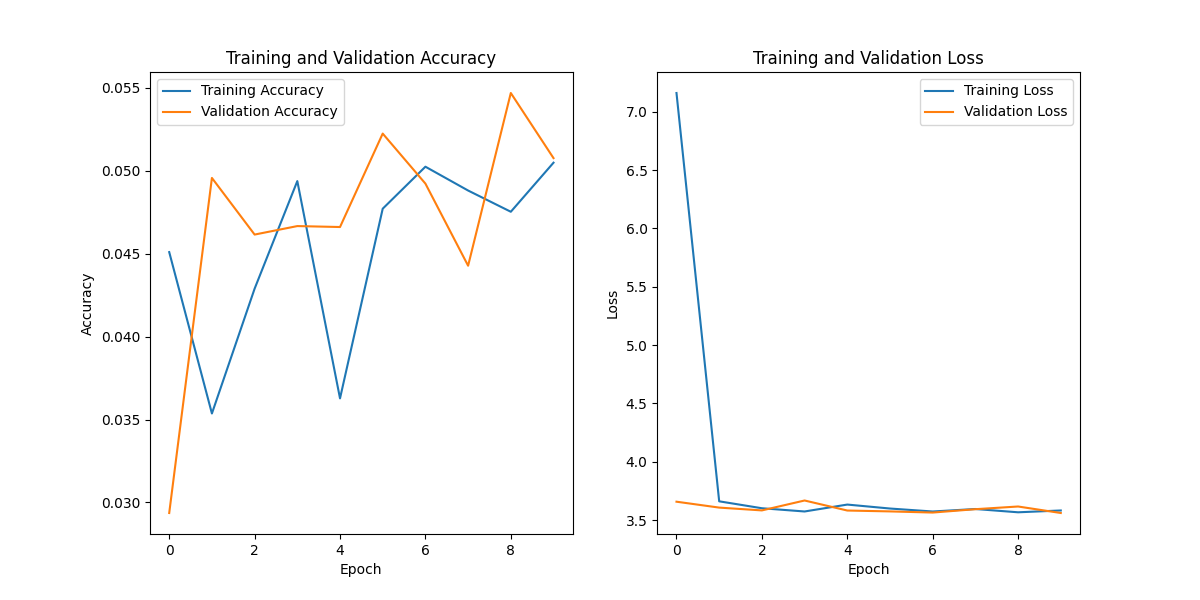 Training and Validation Accuracy
Training Accuracy
Validation Accuracy
0.055
0.050
0.045
0.040
0.035
0.030
Accuracy
0 2 4 6 8
Epoch
Training and Validation Loss
Training Loss
Validation Loss
7.0
6.5
6.0
5.5
5.0
4.5
4.0
3.5
Loss
0 2 4 6 8
Epoch